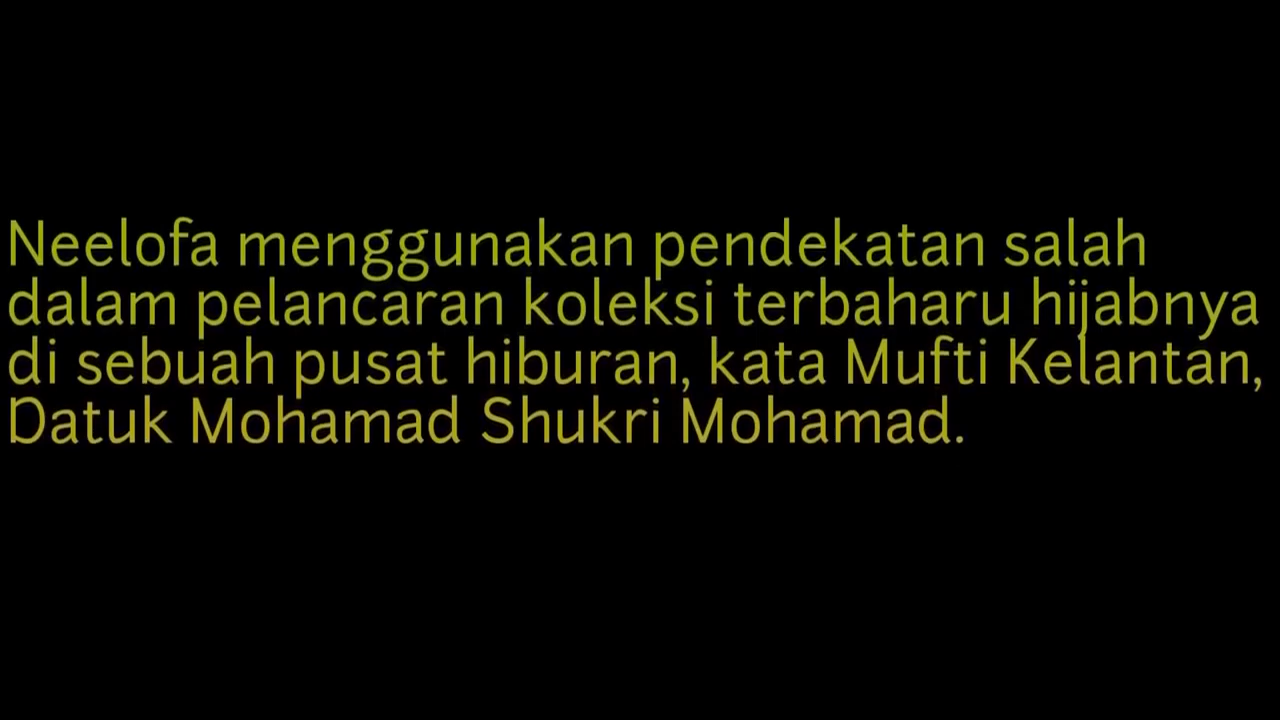 Neelofa menggunakan pendekatan salah
dalam pelancaran koleksi terbaharu hijabnya
di sebuah pusat hiburan, kata Mufti Kelantan,
Datuk Mohamad Shukri Mohamad.